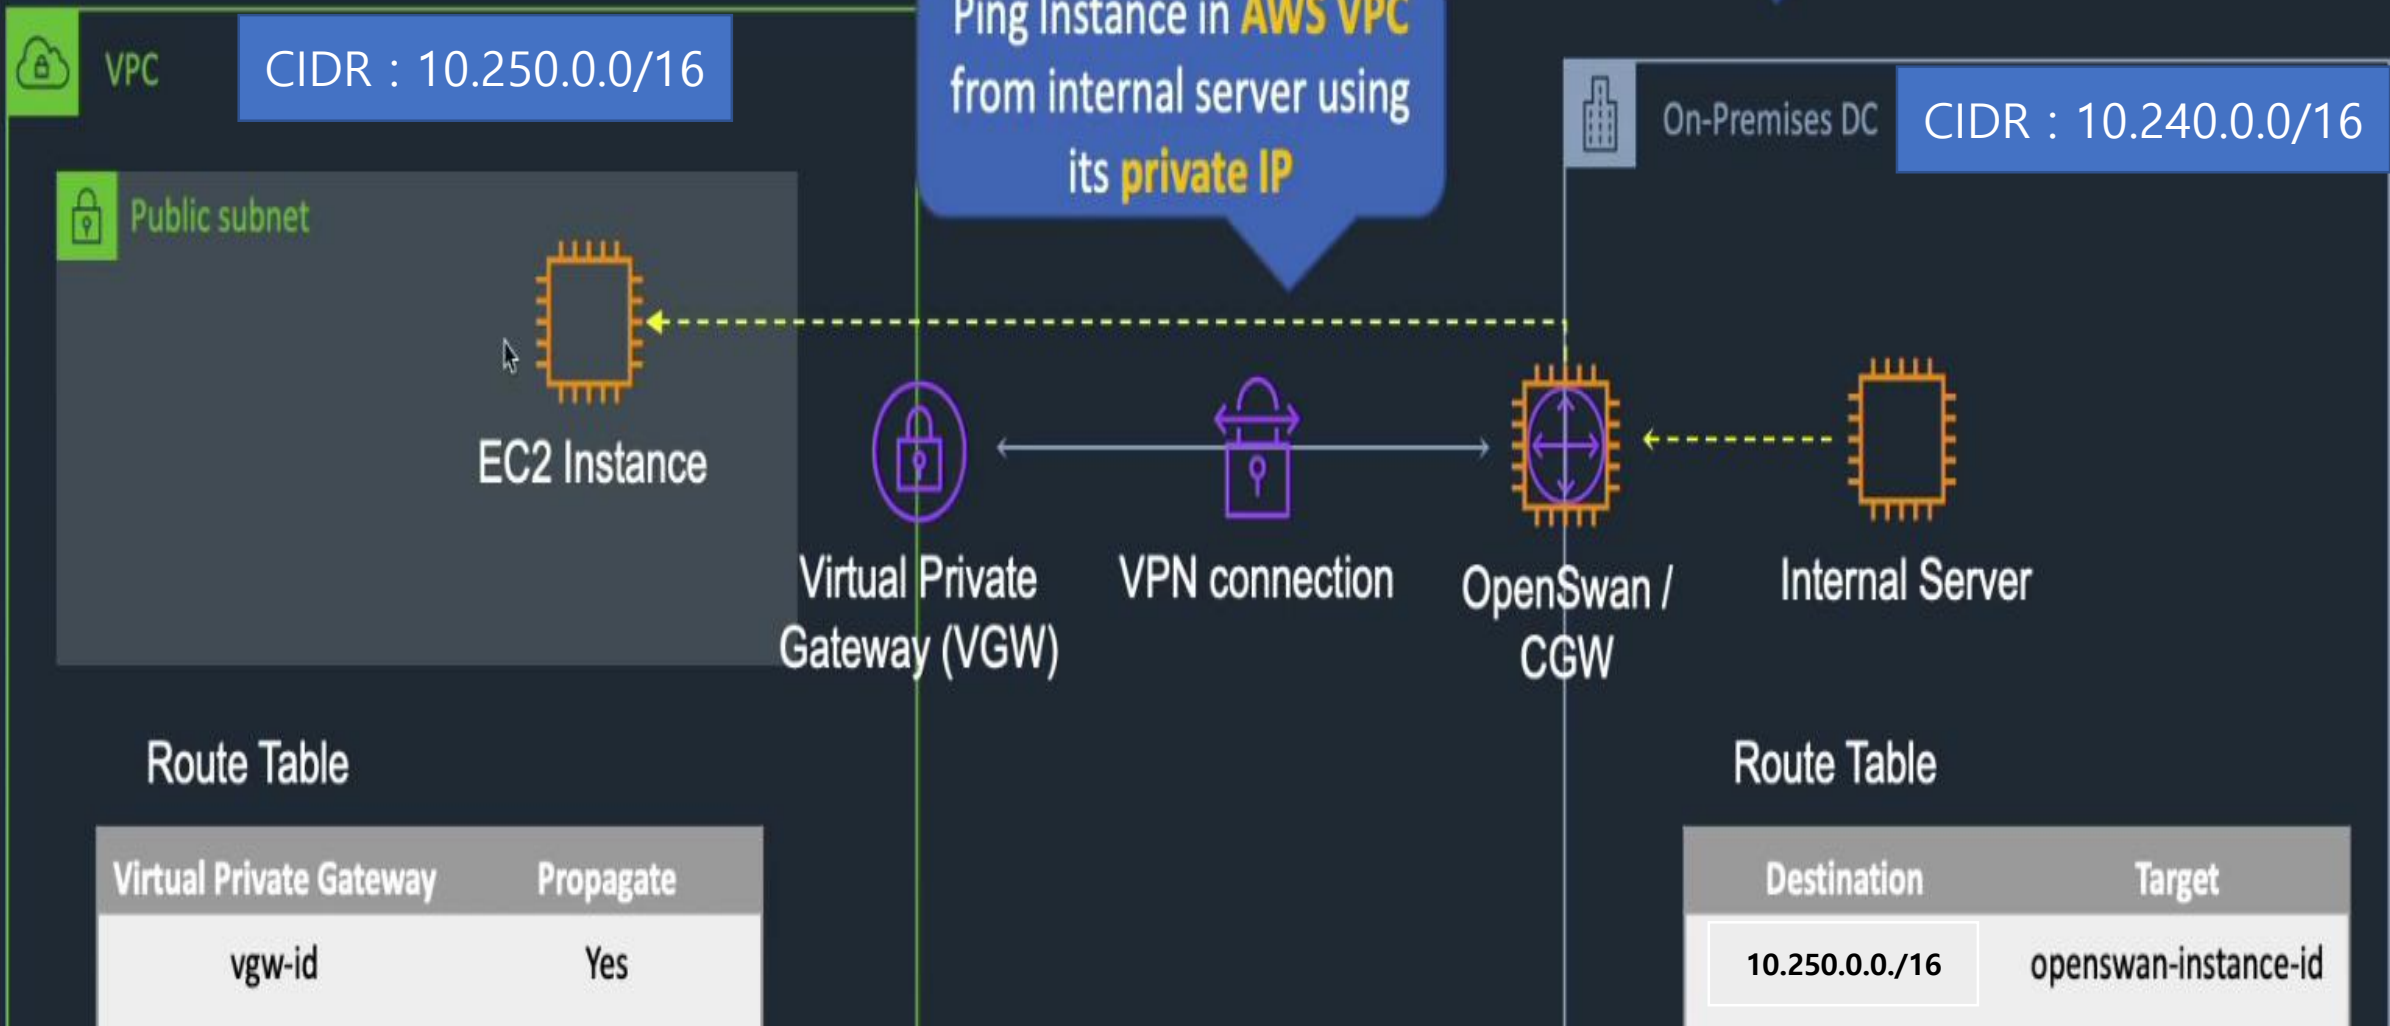 Ping Instance in AWS VPC
from internal server using
its private IP
VPC
CIDR : 10.250.0.0/16
On-Premises DC
CIDR : 10.240.0.0/16
Public subnet
EC2 Instance
Virtual Private
Gateway (VGW)
VPN connection
OpenSwan /
CGW
Internal Server
Route Table
Virtual Private Gateway Propagate
vgw-id Yes
Route Table
Destination Target
10.250.0.0./16 openswan-instance-id